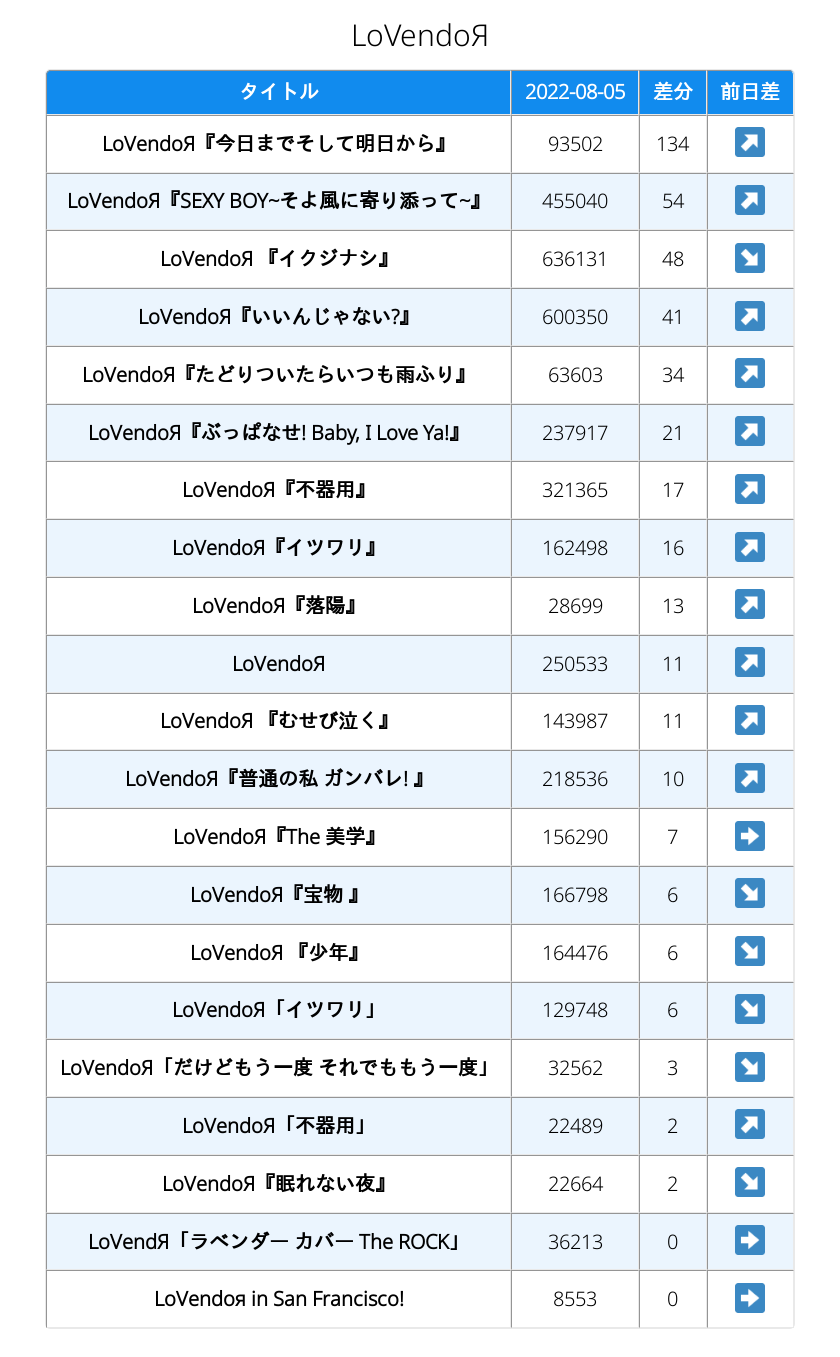 LoVendoЯ
タイトル 2022-08-05 差分 前日差
LoVendoЯ『今日までそして明日から』 93502 134 ↗
LoVendoЯ『SEXY BOY~そよ風に寄り添って~』 455040 54 ↗
LoVendoЯ 『イクジナシ』 636131 48 ↘
LoVendoЯ『いいんじゃない?』 600350 41 ↗
LoVendoЯ『たどりついたらいつも雨ふり』 63603 34 ↗
LoVendoЯ『ぶっぱなせ! Baby, I Love Ya!』 237917 21 ↗
LoVendoЯ『不器用』 321365 17 ↗
LoVendoЯ『イツワリ』 162498 16 ↗
LoVendoЯ『落陽』 28699 13 ↗
LoVendoЯ 250533 11 ↗
LoVendoЯ 『むせび泣く』 143987 11 ↗
LoVendoЯ『普通の私 ガンバレ! 』 218536 10 ↗
LoVendoЯ『The 美学』 156290 7 ➡
LoVendoЯ『宝物 』 166798 6 ↘
LoVendoЯ 『少年』 164476 6 ↘
LoVendoЯ「イツワリ」 129748 6 ↘
LoVendoЯ「だけどもう一度 それでももう一度」 32562 3 ↘
LoVendoЯ「不器用」 22489 2 ↗
LoVendoЯ『眠れない夜』 22664 2 ↘
LoVendЯ「ラベンダー カバー The ROCK」 36213 0 ➡
LoVendoя in San Francisco! 8553 0 ➡